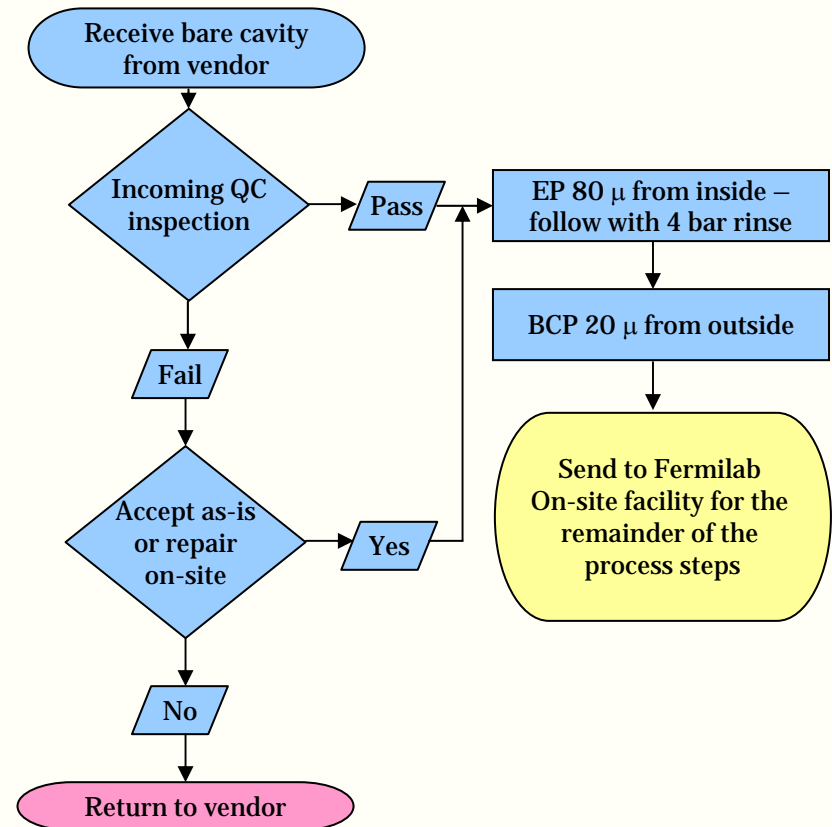 Receive bare cavity
from vendor
Incoming QC
inspection
Pass
EP 80 μ from inside –
follow with 4 bar rinse
BCP 20 μ from outside
Fail
Send to Fermilab
On-site facility for the
remainder of the
process steps
Accept as-is
or repair
on-site
Yes
No
Return to vendor